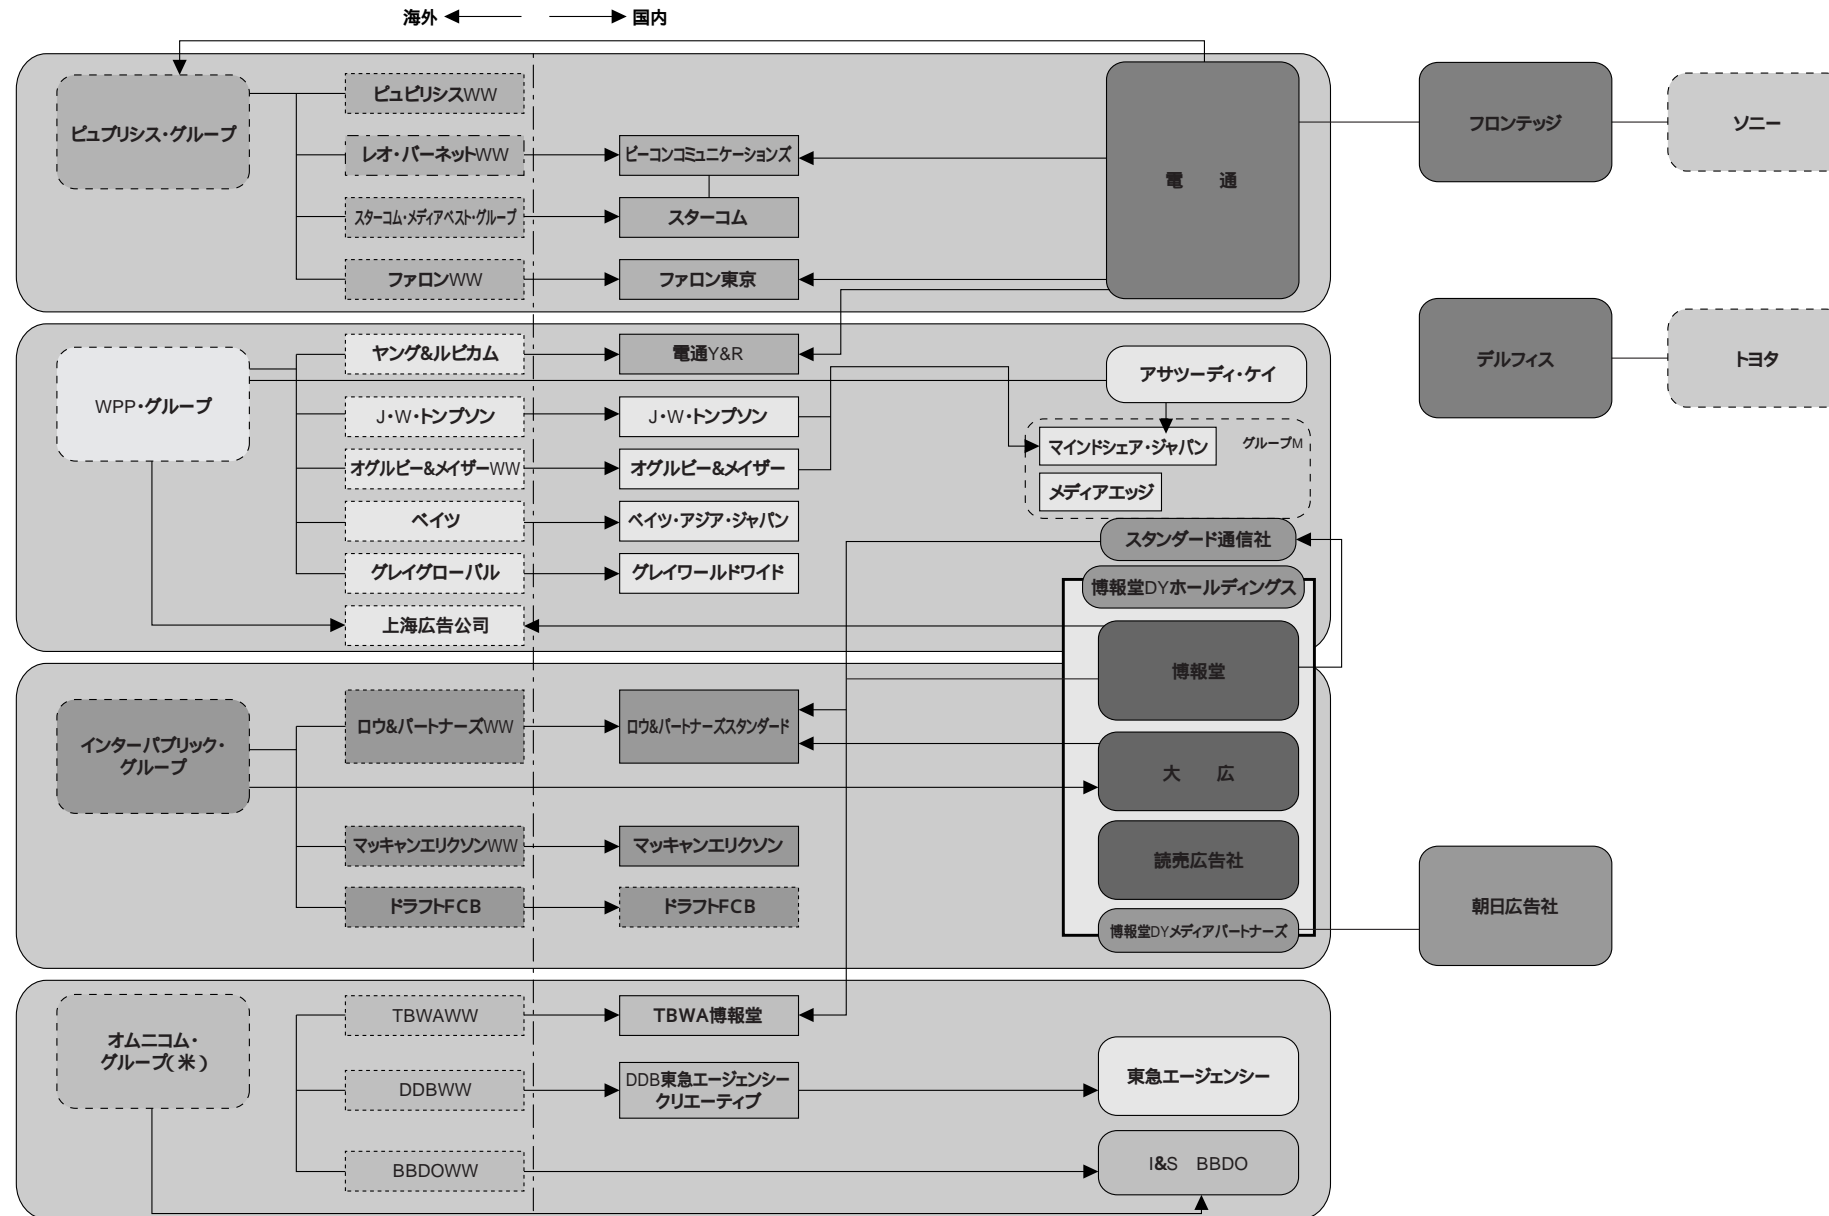 海外
国内
ピュブリシス・グループ
ピュビリシスWW
レオ・バーネットWW
ビーコンコミュニケーションズ
スターコム・メディアベスト・グループ
スターコム
ファロンWW
ファロン東京
電　通
フロンテッジ
ソニー
WPP・グループ
ヤング&ルビカム
電通Y&R
J・W・トンプソン
J・W・トンプソン
オグルビー&メイザーWW
オグルビー&メイザー
ベイツ
ベイツ・アジア・ジャパン
グレイグローバル
グレイワールドワイド
上海広告公司
アサツーディ・ケイ
マインドシェア・ジャパン
グループM
メディアエッジ
デルフィス
トヨタ
スタンダード通信社
博報堂DYホールディングス
博報堂
大　広
読売広告社
博報堂DYメディアパートナーズ
朝日広告社
インターパブリック・
グループ
ロウ&パートナーズWW
ロウ&パートナーズスタンダード
マッキャンエリクソンWW
マッキャンエリクソン
ドラフトFCB
ドラフトFCB
オムニコム・
グループ(米)
TBWAWW
TBWA博報堂
DDBWW
DDB東急エージェンシー
クリエーティブ
東急エージェンシー
BBDOWW
I&S　BBDO